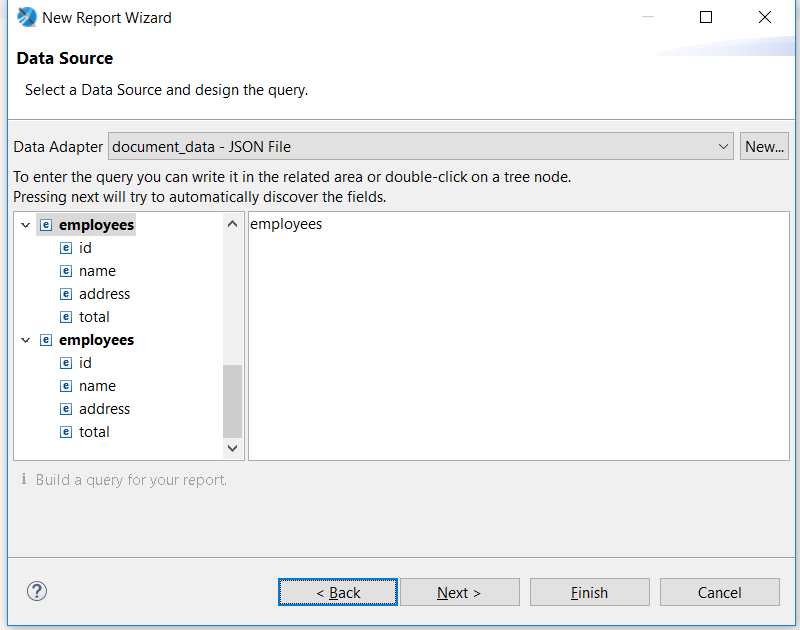 New Report Wizard
Data Source
Select a Data Source and design the query.
Data Adapter document_data - JSON File New...
To enter the query you can write it in the related area or double-click on a tree node.
Pressing next will try to automatically discover the fields.
e employees
e id
e name
e address
e total
e employees
e id
e name
e address
e total
employees
i Build a query for your report.
? < Back Next > Finish Cancel